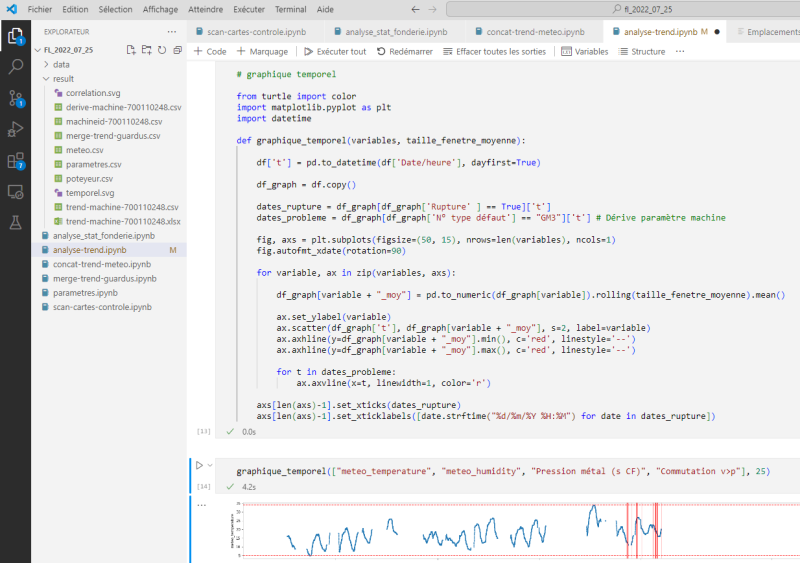 Fichier Edition Sélection Affichage Atteindre Exécuter Terminal Aide
fl_2022_07_25
EXPLORATEUR
scan-cartes-controle.ipynb analyse_stat_fonderie.ipynb concat-trend-meteo.ipynb analyse-trend.ipynb M Emplacements
FL_2022_07_25
+ Code + Marquage Exécuter tout Redémarrer Effacer toutes les sorties Variables Structure
data
result
correlation.svg
derive-machine-700110248.csv
machineid-700110248.csv
merge-trend-guardus.csv
meteo.csv
parametres.csv
poteyeur.csv
temporel.svg
trend-machine-700110248.csv
trend-machine-700110248.xlsx
analyse_stat_fonderie.ipynb
analyse-trend.ipynb M
concat-trend-meteo.ipynb
merge-trend-guardus.ipynb
parametres.ipynb
scan-cartes-controle.ipynb
1
1
7
# graphique temporel
from turtle import color
import matplotlib.pyplot as plt
import datetime
def graphique_temporel(variables, taille_fenetre_moyenne):
df['t'] = pd.to_datetime(df['Date/heure'], dayfirst=True)
df_graph = df.copy()
dates_rupture = df_graph[df_graph['Rupture' ] == True]['t']
dates_probleme = df_graph[df_graph['N° type défaut'] == "GM3"]['t'] # Dérive paramètre machine
fig, axs = plt.subplots(figsize=(50, 15), nrows=len(variables), ncols=1)
fig.autofmt_xdate(rotation=90)
for variable, ax in zip(variables, axs):
df_graph[variable + "_moy"] = pd.to_numeric(df_graph[variable]).rolling(taille_fenetre_moyenne).mean()
ax.set_ylabel(variable)
ax.scatter(df_graph['t'], df_graph[variable + "_moy"], s=2, label=variable)
ax.axhline(y=df_graph[variable + "_moy"].min(), c='red', linestyle='--')
ax.axhline(y=df_graph[variable + "_moy"].max(), c='red', linestyle='--')
for t in dates_probleme:
ax.axvline(x=t, linewidth=1, color='r')
axs[len(axs)-1].set_xticks(dates_rupture)
axs[len(axs)-1].set_xticklabels([date.strftime("%d/%m/%Y %H:%M") for date in dates_rupture])
[13] 0.0s
graphique_temporel(["meteo_temperature", "meteo_humidity", "Pression métal (s CF)", "Commutation v>p"], 25)
[14] 4.2s
meteo_temperature
35
30
25
20
15
10
5